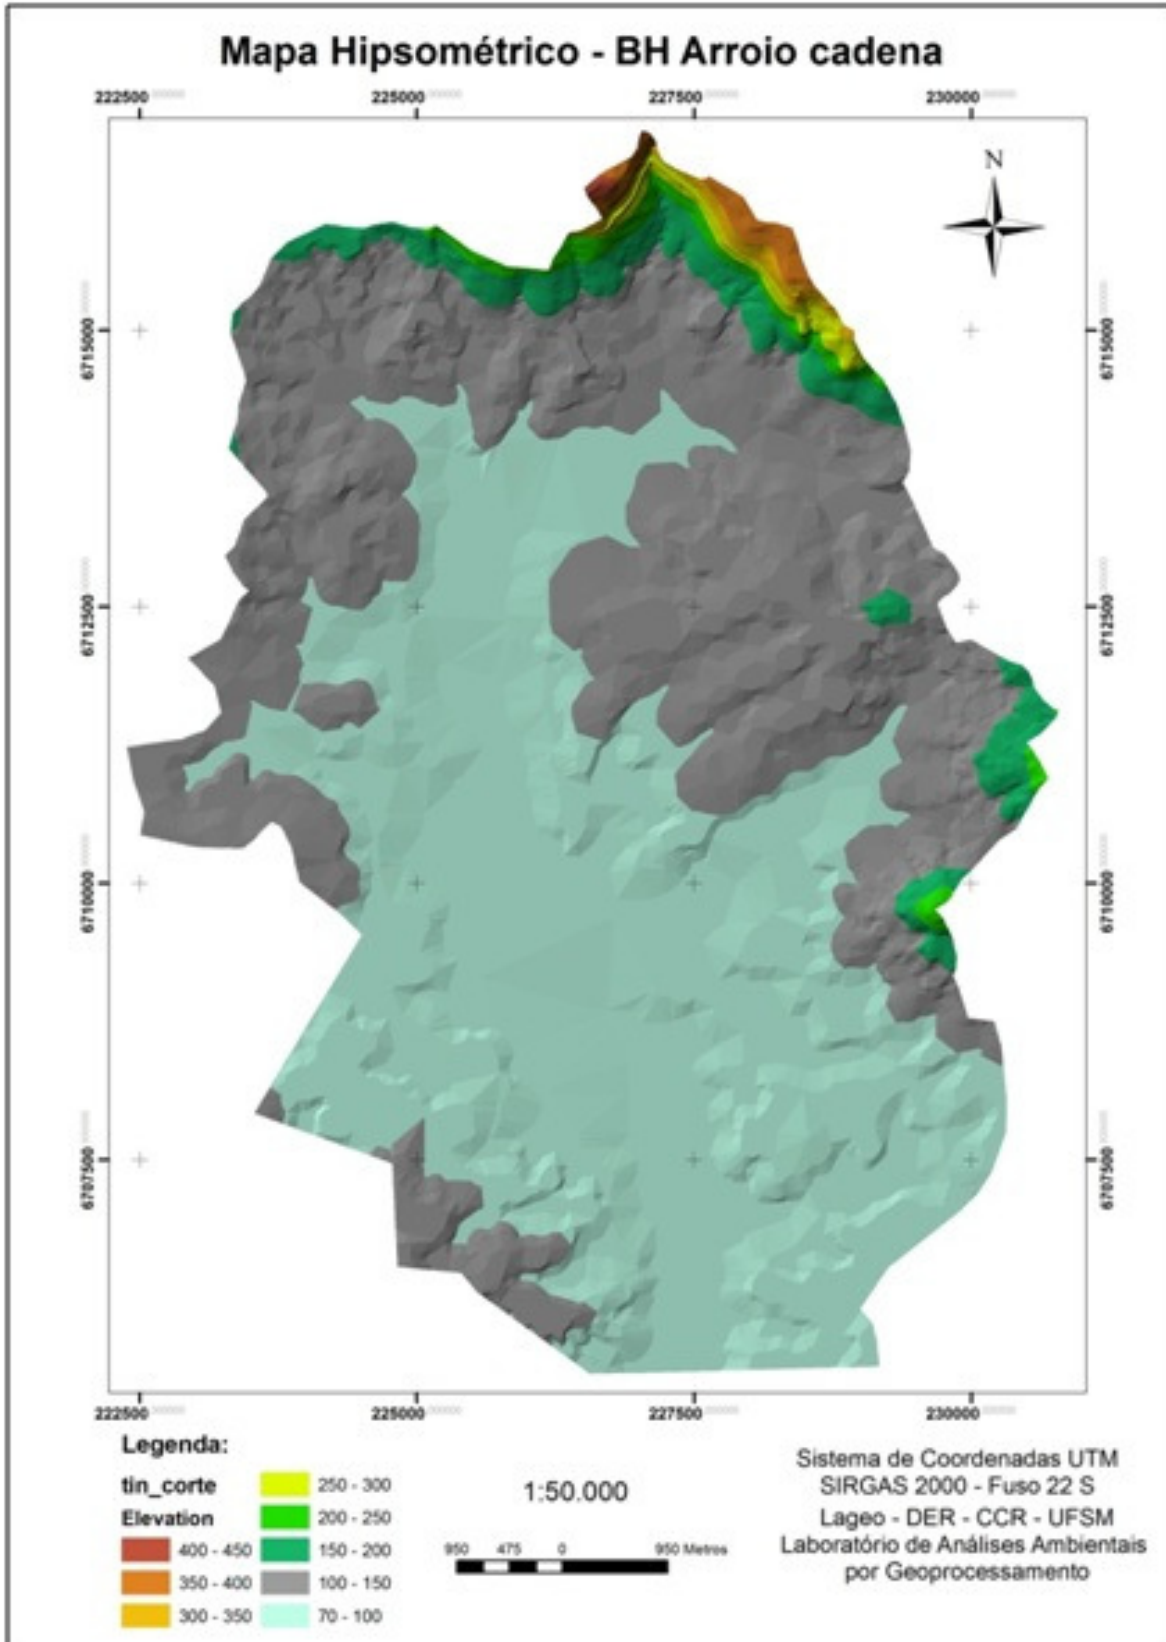 Mapa Hipsométrico - BH Arroio cadena
222500 225000 227500 230000
N
6715000 6715000
6712500 6712500
6710000 6710000
6707500 6707500
222500 225000 227500 230000
Legenda:
tin_corte
Elevation
400 - 450
350 - 400
300 - 350
250 - 300
200 - 250
150 - 200
100 - 150
70 - 100
1:50.000
950 475 0 950 Metros
Sistema de Coordenadas UTM
SIRGAS 2000 - Fuso 22 S
Lageo - DER - CCR - UFSM
Laboratório de Análises Ambientais
por Geoprocessamento